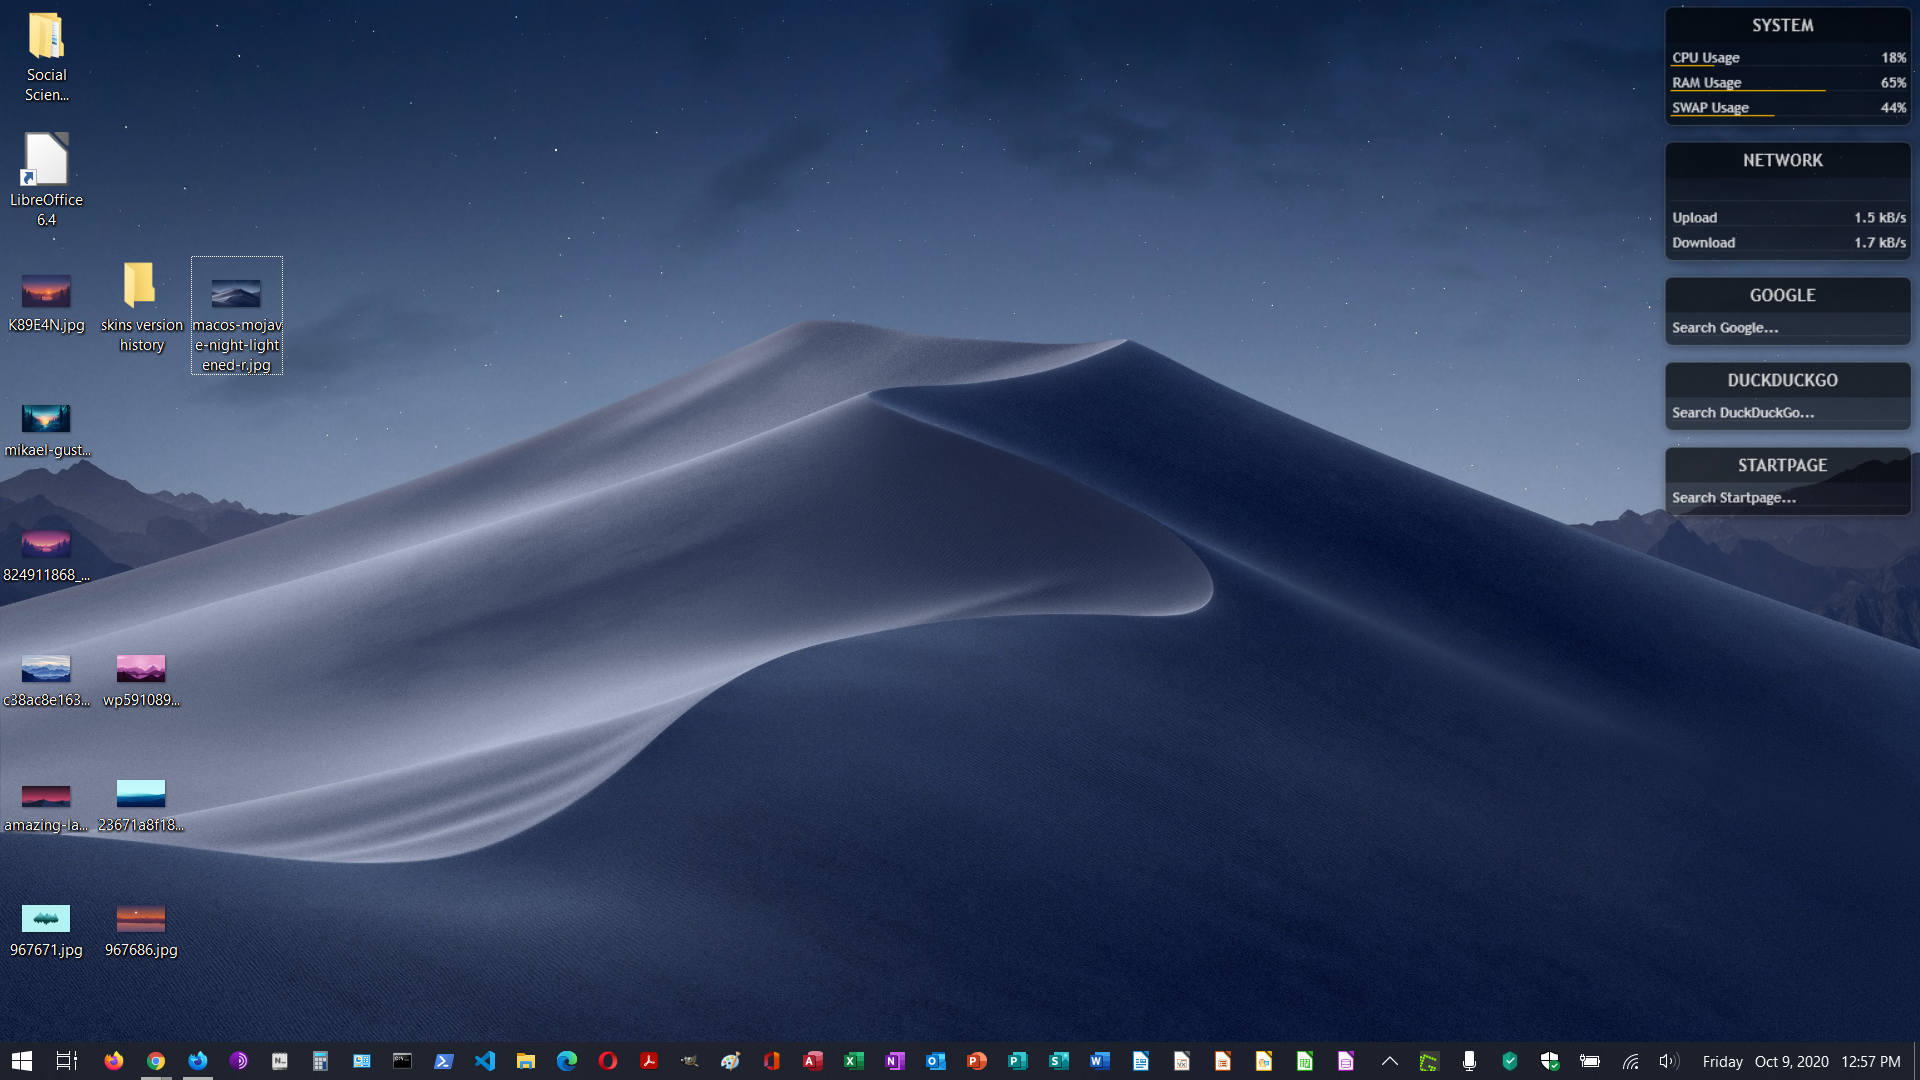 Social
Scien...
LibreOffice
6.4
K89E4N.jpg
skins version
history
macos-mojav
e-night-light
ened-r.jpg
mikael-gust...
824911868_...
c38ac8e163...
wp591089...
amazing-la...
23671a8f18...
967671.jpg
967686.jpg
SYSTEM
CPU Usage 18%
RAM Usage 65%
SWAP Usage 44%
NETWORK
Upload 1.5 kB/s
Download 1.7 kB/s
GOOGLE
Search Google...
DUCKDUCKGO
Search DuckDuckGo...
STARTPAGE
Search Startpage...
Friday Oct 9, 2020 12:57 PM